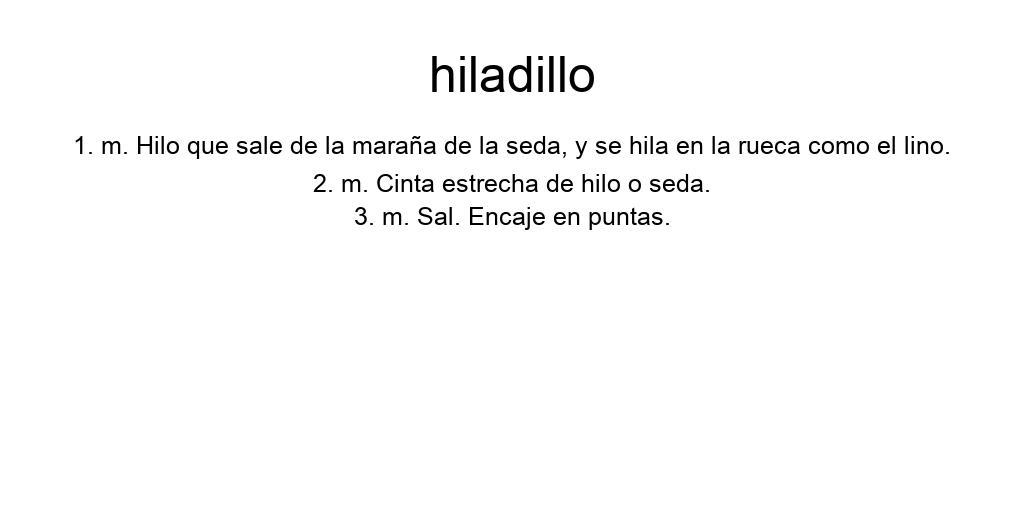 hiladillo
1. m. Hilo que sale de la maraña de la seda, y se hila en la rueca como el lino.
2. m. Cinta estrecha de hilo o seda.
3. m. Sal. Encaje en puntas.